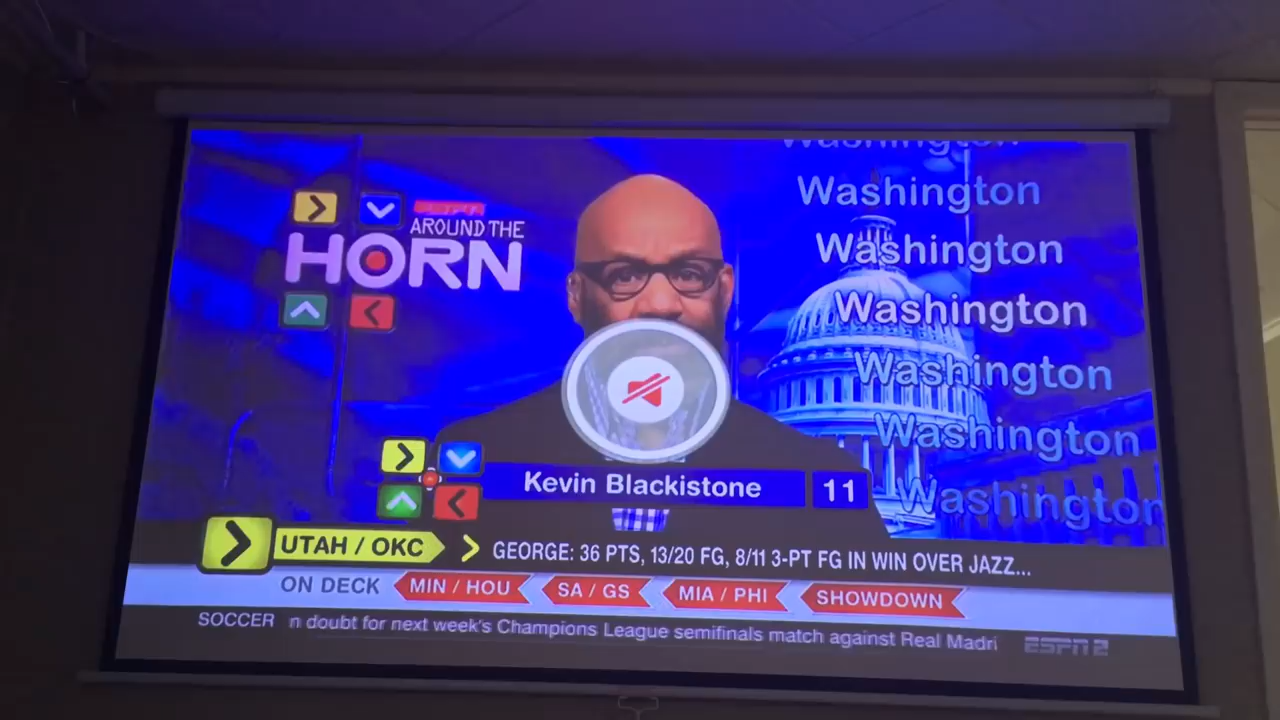 Washington
Washington
Washington
Washington
Washington
Washington
Washington
AROUND THE
HORN
Kevin Blackistone 11
UTAH / OKC GEORGE: 36 PTS, 13/20 FG, 8/11 3-PT FG IN WIN OVER JAZZ...
ON DECK MIN / HOU SA / GS MIA / PHI SHOWDOWN
SOCCER n doubt for next week's Champions League semifinals match against Real Madri ESPN2